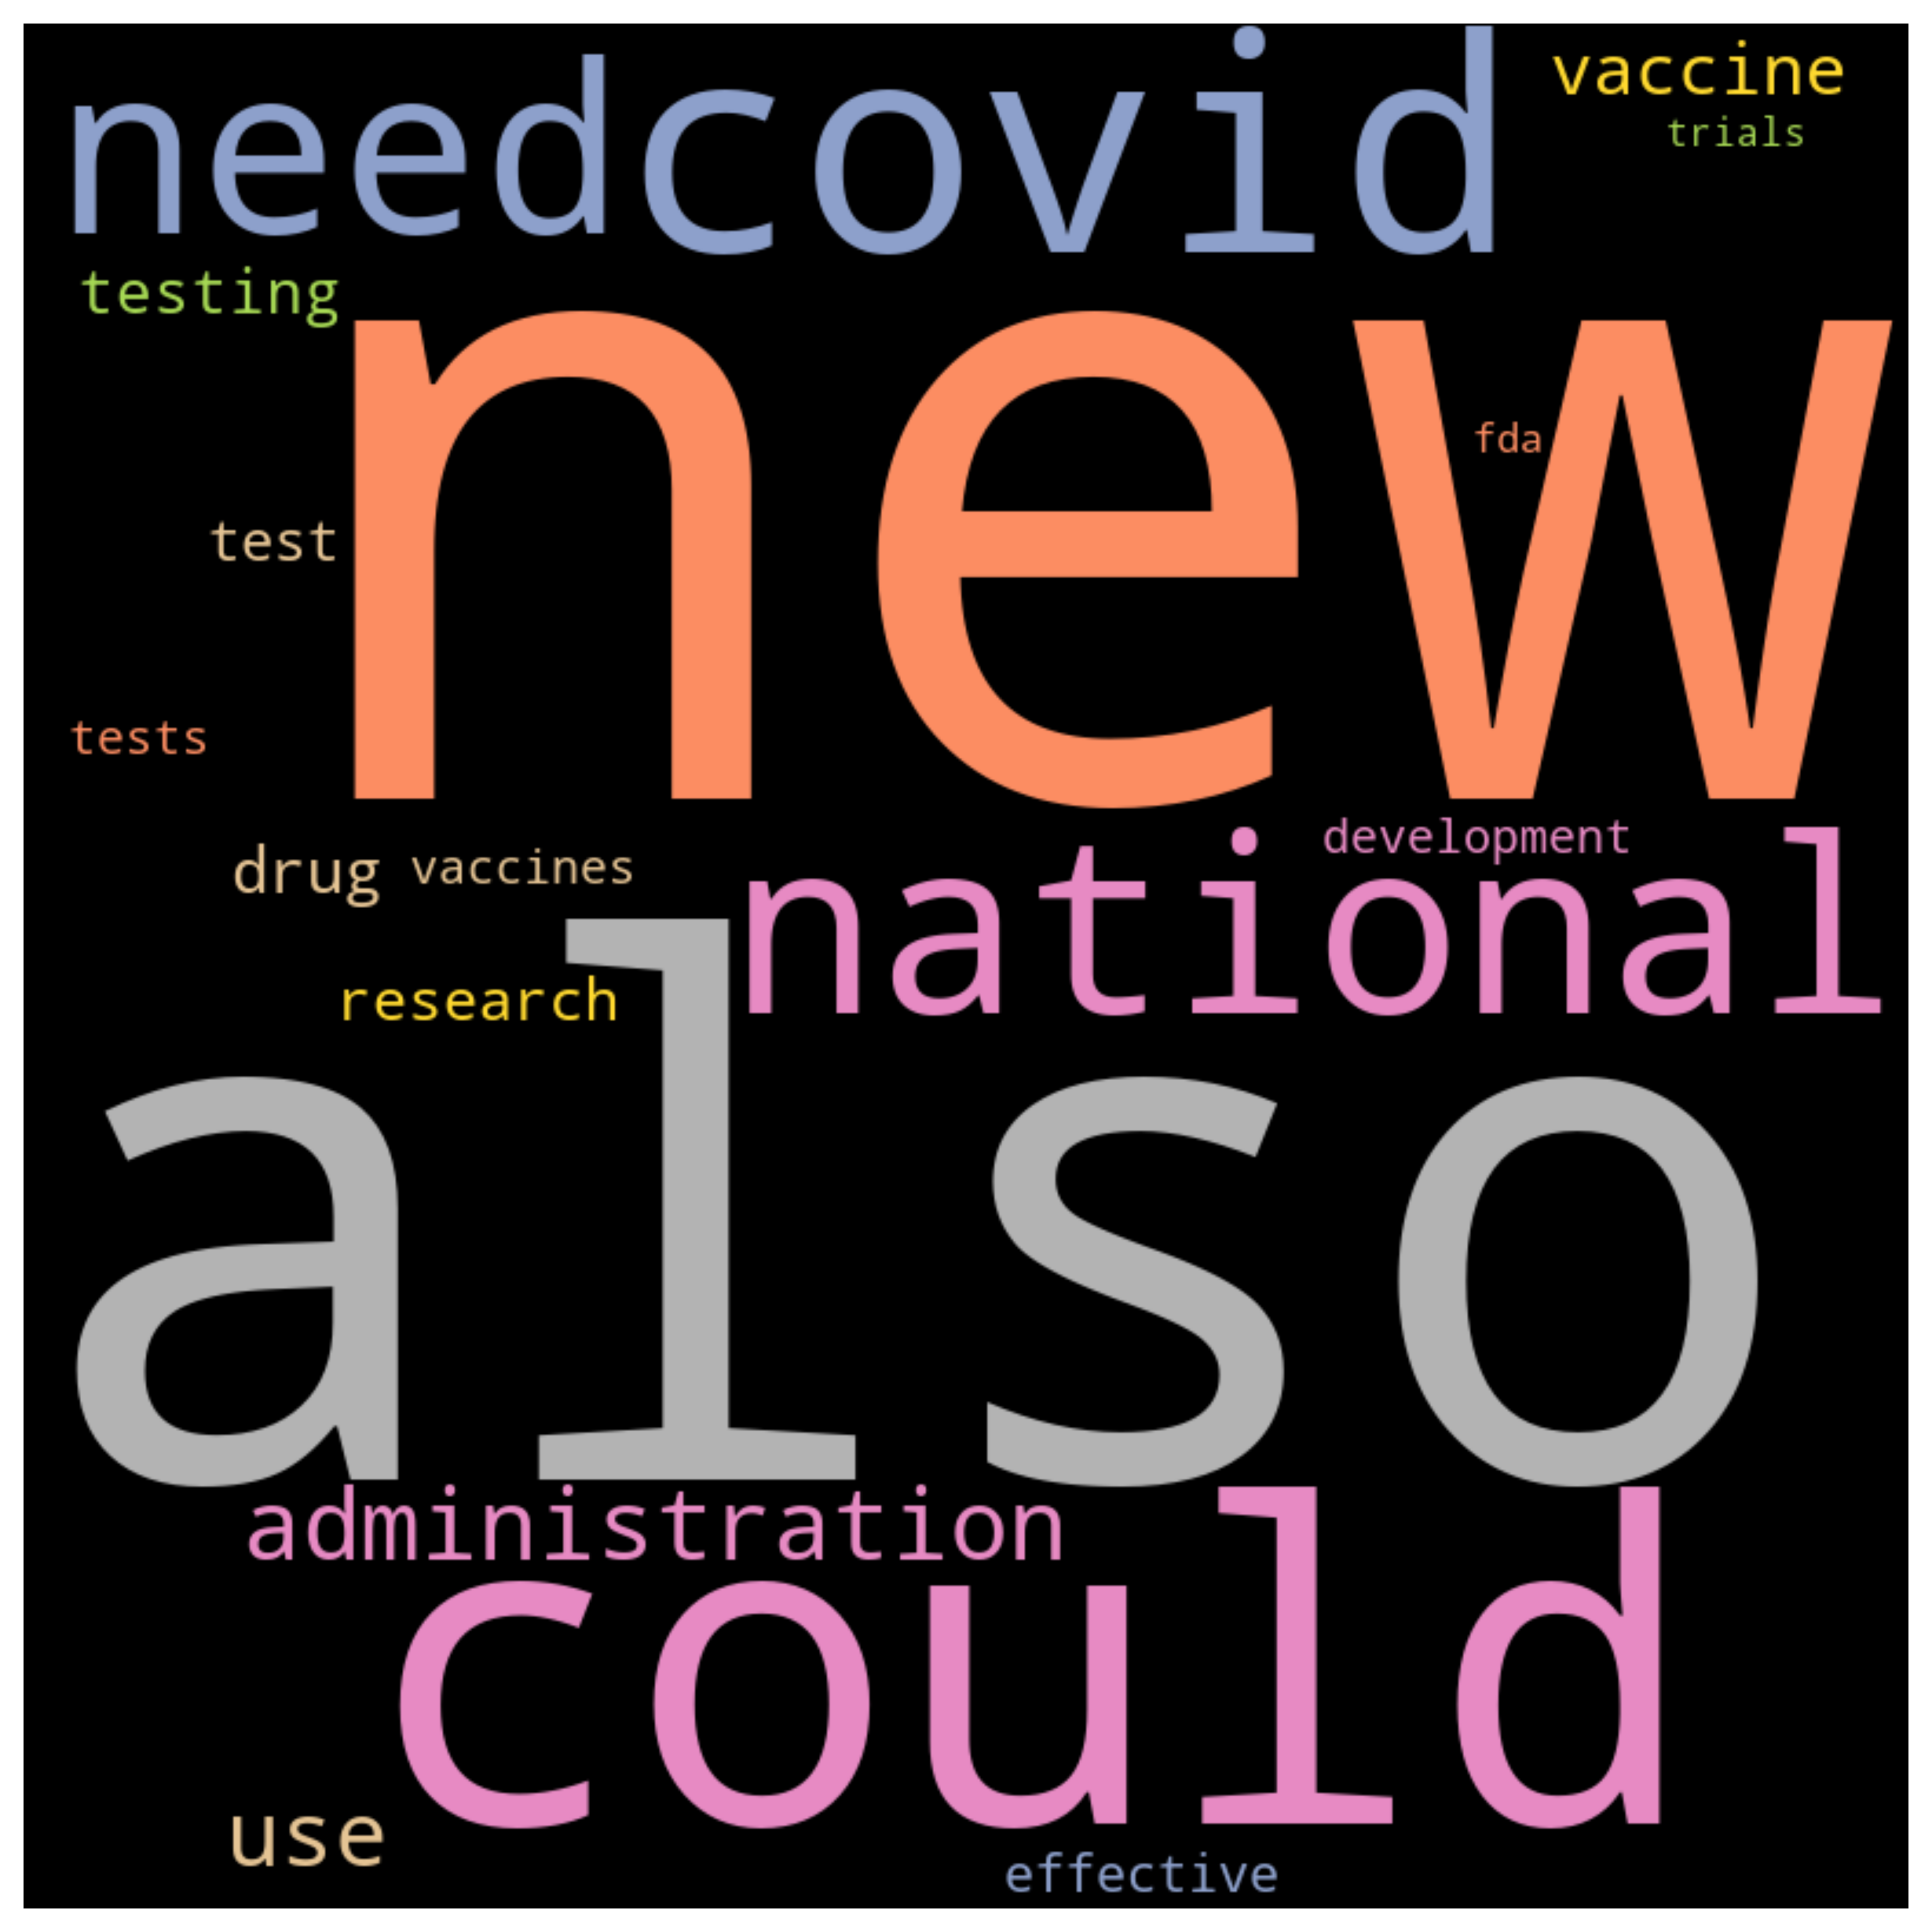 needcovid vaccine
trials
testing
new
fda
test
tests
development
drug vaccines
national
research
also
administration
could
use
effective